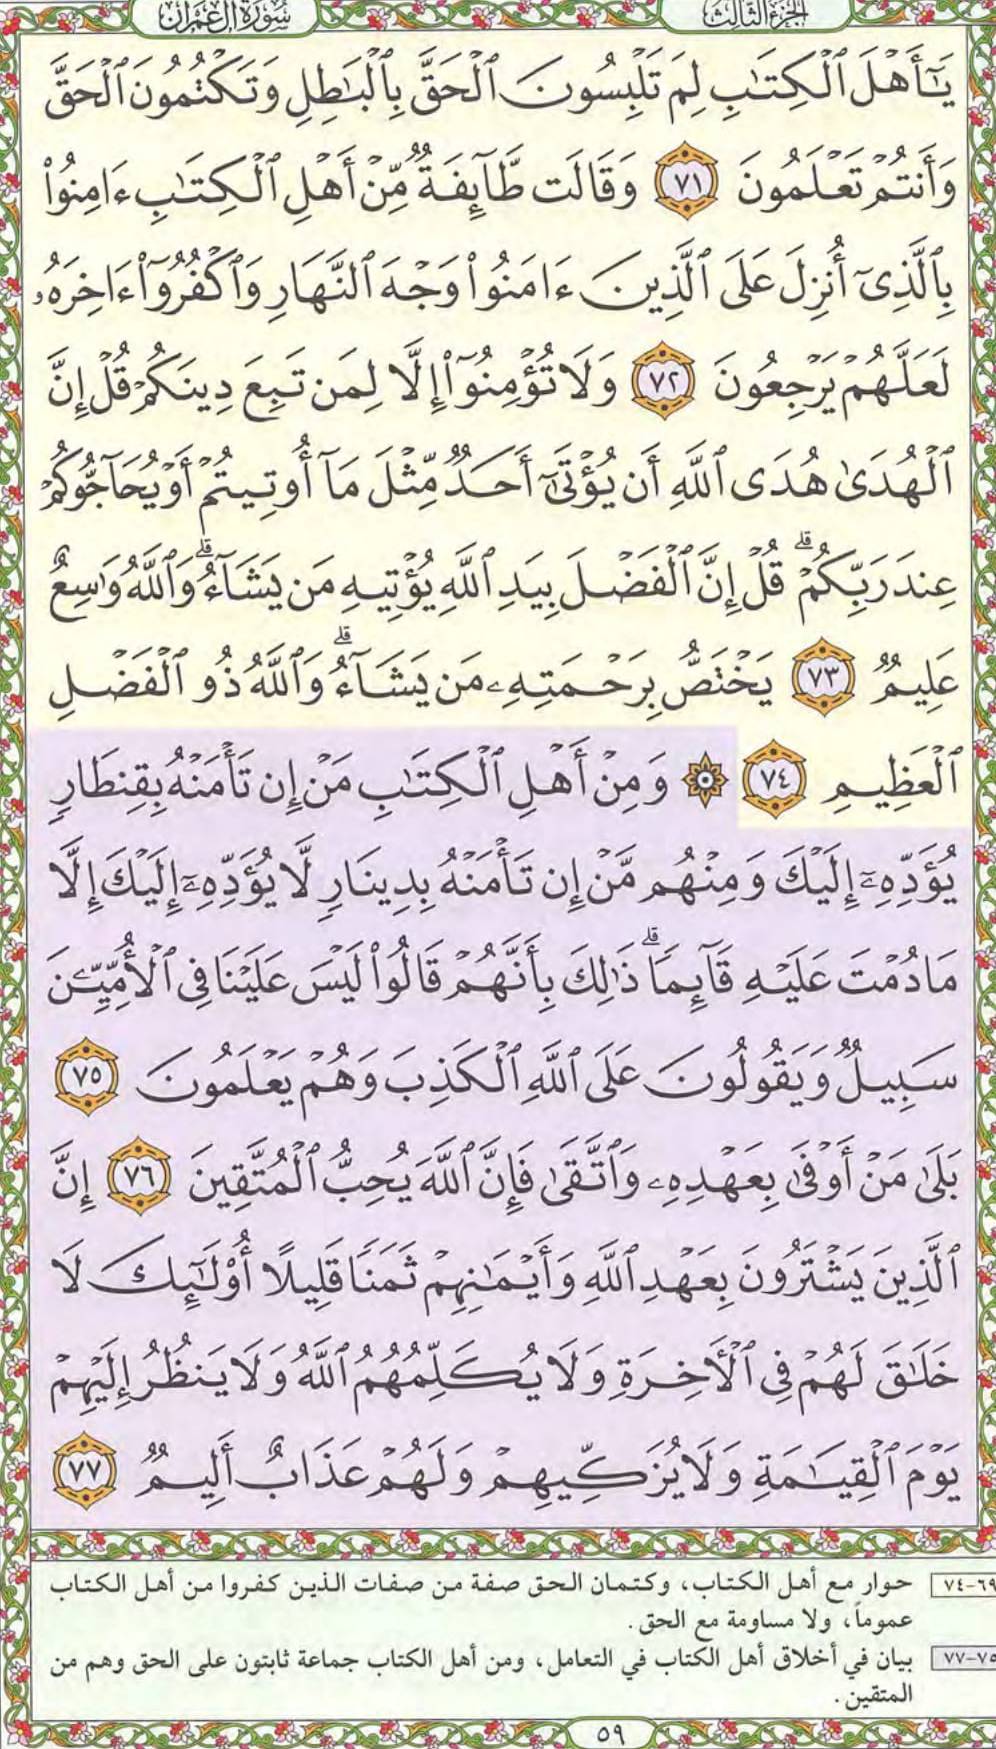 الجزء الثالث
سورة آل عمران
يَٰٓأَهْلَ ٱلْكِتَٰبِ لِمَ تَلْبِسُونَ ٱلْحَقَّ بِٱلْبَٰطِلِ وَتَكْتُمُونَ ٱلْحَقَّ
وَأَنتُمْ تَعْلَمُونَ ٧١ وَقَالَت طَّآئِفَةٌ مِّنْ أَهْلِ ٱلْكِتَٰبِ ءَامِنُوا۟
بِٱلَّذِىٓ أُنزِلَ عَلَى ٱلَّذِينَ ءَامَنُوا۟ وَجْهَ ٱلنَّهَارِ وَٱكْفُرُوٓا۟ ءَاخِرَهُۥ
لَعَلَّهُمْ يَرْجِعُونَ ٧٢ وَلَا تُؤْمِنُوٓا۟ إِلَّا لِمَن تَبِعَ دِينَكُمْ قُلْ إِنَّ
ٱلْهُدَىٰ هُدَى ٱللَّهِ أَن يُؤْتَىٰٓ أَحَدٌ مِّثْلَ مَآ أُوتِيتُمْ أَوْ يُحَآجُّوكُمْ
عِندَ رَبِّكُمْ ۗ قُلْ إِنَّ ٱلْفَضْلَ بِيَدِ ٱللَّهِ يُؤْتِيهِ مَن يَشَآءُ ۗ وَٱللَّهُ وَٰسِعٌ
عَلِيمٌ ٧٣ يَخْتَصُّ بِرَحْمَتِهِۦ مَن يَشَآءُ ۗ وَٱللَّهُ ذُو ٱلْفَضْلِ
ٱلْعَظِيمِ ٧٤ ۞ وَمِنْ أَهْلِ ٱلْكِتَٰبِ مَنْ إِن تَأْمَنْهُ بِقِنطَارٍ
يُؤَدِّهِۦٓ إِلَيْكَ وَمِنْهُم مَّنْ إِن تَأْمَنْهُ بِدِينَارٍ لَّا يُؤَدِّهِۦٓ إِلَيْكَ إِلَّا
مَا دُمْتَ عَلَيْهِ قَآئِمًا ۗ ذَٰلِكَ بِأَنَّهُمْ قَالُوا۟ لَيْسَ عَلَيْنَا فِى ٱلْأُمِّيِّۦنَ
سَبِيلٌ وَيَقُولُونَ عَلَى ٱللَّهِ ٱلْكَذِبَ وَهُمْ يَعْلَمُونَ ٧٥
بَلَىٰ مَنْ أَوْفَىٰ بِعَهْدِهِۦ وَٱتَّقَىٰ فَإِنَّ ٱللَّهَ يُحِبُّ ٱلْمُتَّقِينَ ٧٦ إِنَّ
ٱلَّذِينَ يَشْتَرُونَ بِعَهْدِ ٱللَّهِ وَأَيْمَٰنِهِمْ ثَمَنًا قَلِيلًا أُو۟لَٰٓئِكَ لَا
خَلَٰقَ لَهُمْ فِى ٱلْءَاخِرَةِ وَلَا يُكَلِّمُهُمُ ٱللَّهُ وَلَا يَنظُرُ إِلَيْهِمْ
يَوْمَ ٱلْقِيَٰمَةِ وَلَا يُزَكِّيهِمْ وَلَهُمْ عَذَابٌ أَلِيمٌ ٧٧
٦٩-٧٤ حوار مع أهل الكتاب، وكتمان الحق صفة من صفات الذين كفروا من أهل الكتاب
عموماً، ولا مساومة مع الحق.
٧٥-٧٧ بيان في أخلاق أهل الكتاب في التعامل، ومن أهل الكتاب جماعة ثابتون على الحق وهم من
المتقين.
٥٩